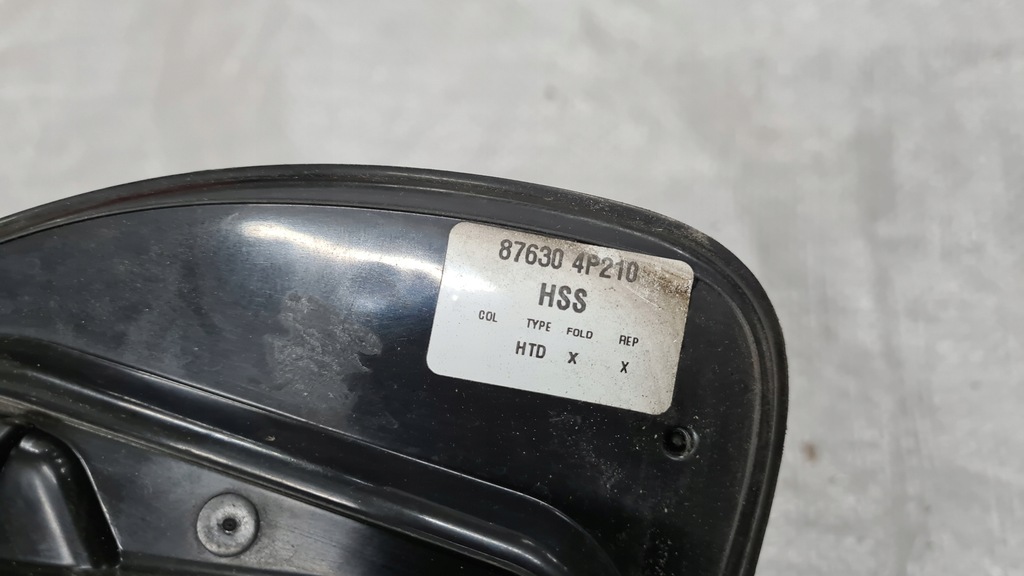 87630 4P210
HSS
COL TYPE FOLD REP
HTD X X